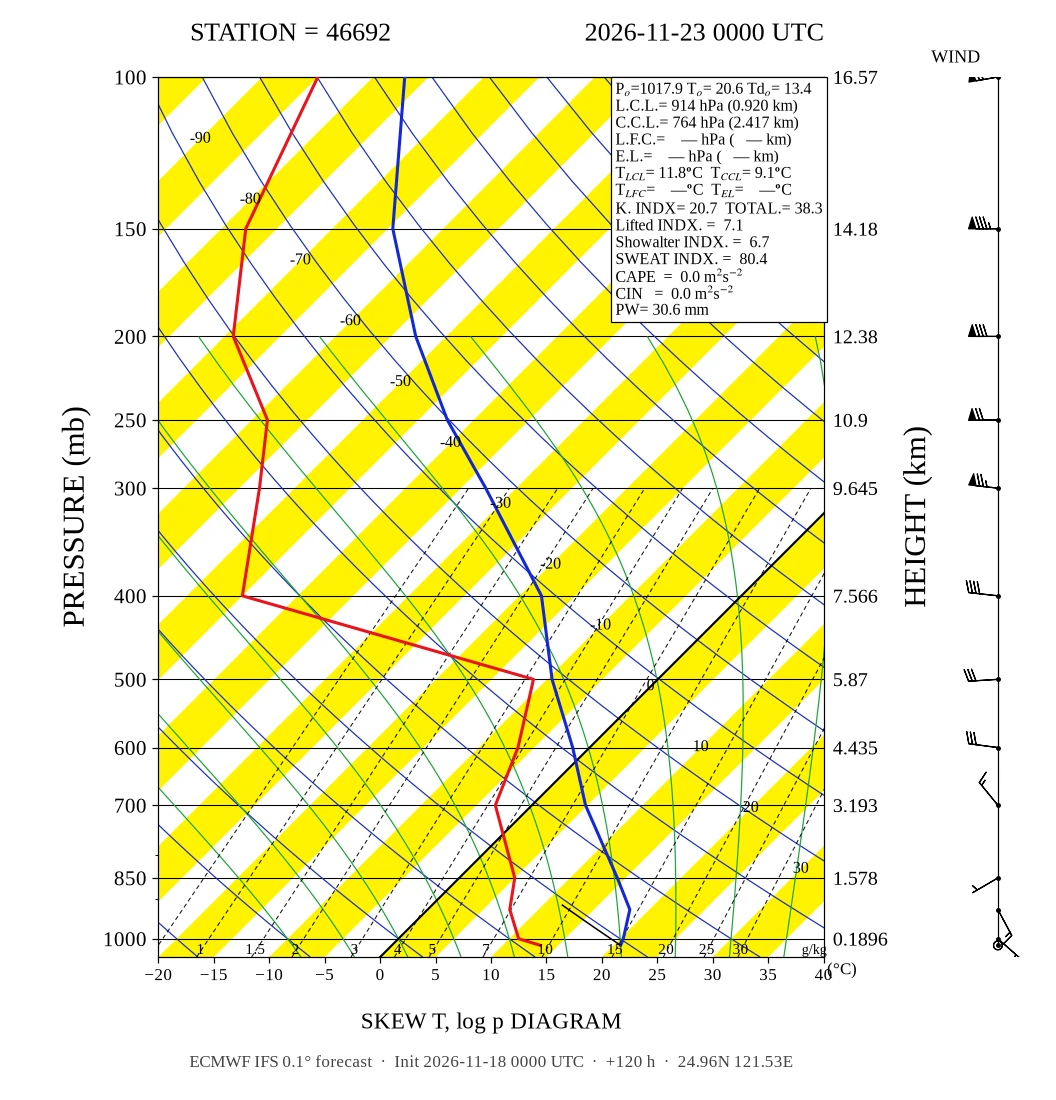 STATION = 46692
2026-11-23 0000 UTC
WIND
P₀=1017.9 T₀= 20.6 Td₀= 13.4
L.C.L.= 914 hPa (0.920 km)
C.C.L.= 764 hPa (2.417 km)
L.F.C.= — hPa ( — km)
E.L.= — hPa ( — km)
T_LCL= 11.8°C T_CCL= 9.1°C
T_LFC= —°C T_EL= —°C
K. INDX= 20.7 TOTAL.= 38.3
Lifted INDX. = 7.1
Showalter INDX. = 6.7
SWEAT INDX. = 80.4
CAPE = 0.0 m²s⁻²
CIN = 0.0 m²s⁻²
PW= 30.6 mm
PRESSURE (mb)
100
150
200
250
300
400
500
600
700
850
1000
-90
-80
-70
-60
-50
-40
-30
-20
-10
0
10
20
30
16.57
14.18
12.38
10.9
9.645
7.566
5.87
4.435
3.193
1.578
0.1896
HEIGHT (km)
1 1.5 2 3 4 5 7 10 15 20 25 30 g/kg
−20 −15 −10 −5 0 5 10 15 20 25 30 35 40 (°C)
SKEW T, log p DIAGRAM
ECMWF IFS 0.1° forecast · Init 2026-11-18 0000 UTC · +120 h · 24.96N 121.53E